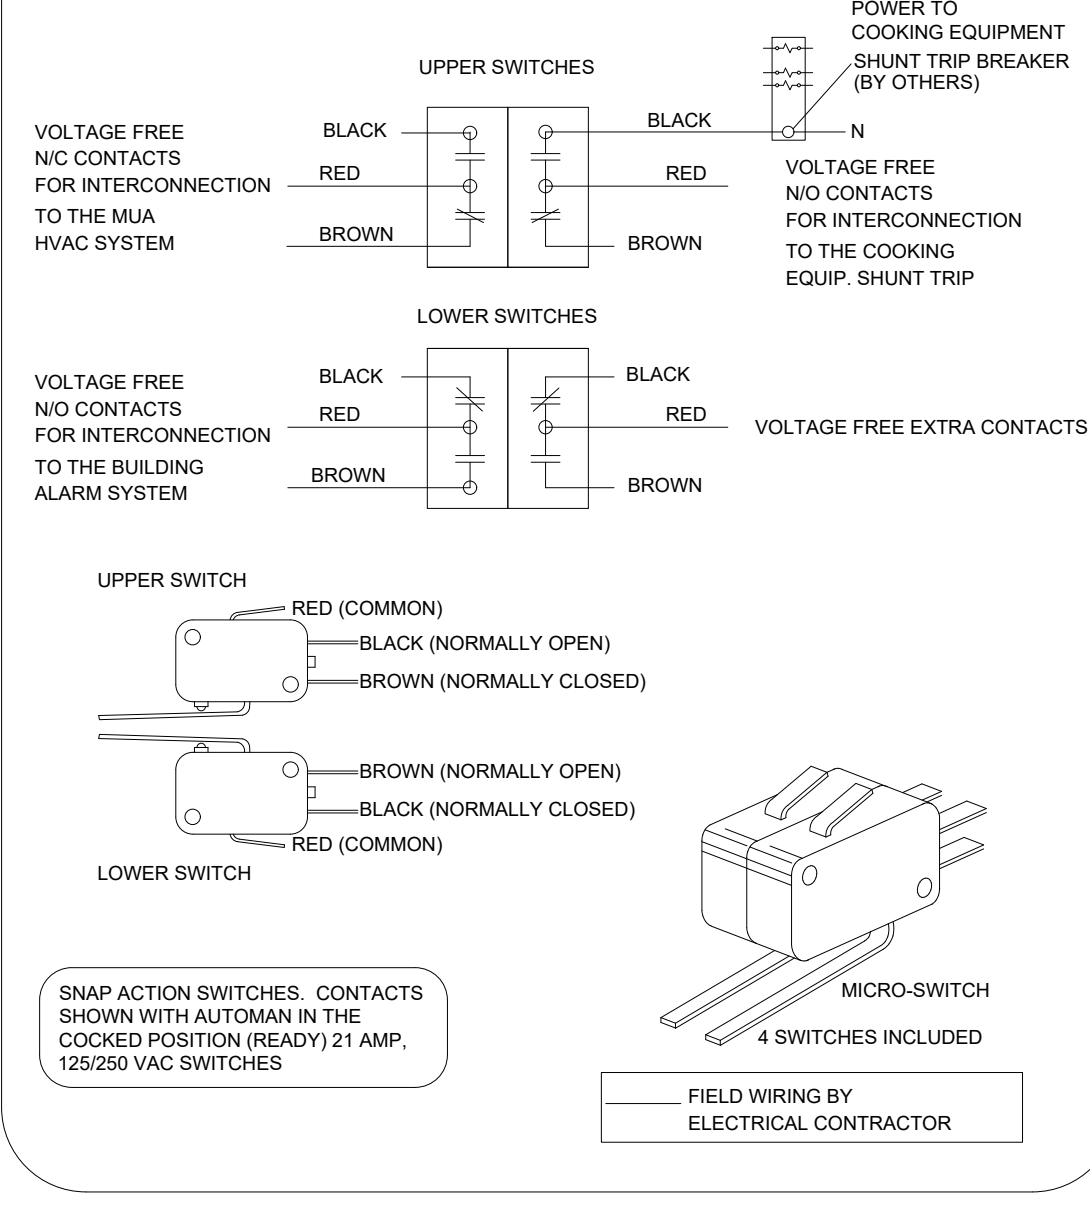 POWER TO
COOKING EQUIPMENT
SHUNT TRIP BREAKER
(BY OTHERS)
N
UPPER SWITCHES
VOLTAGE FREE
N/C CONTACTS
FOR INTERCONNECTION
TO THE MUA
HVAC SYSTEM
BLACK
RED
BROWN
BLACK
RED
BROWN
VOLTAGE FREE
N/O CONTACTS
FOR INTERCONNECTION
TO THE COOKING
EQUIP. SHUNT TRIP
LOWER SWITCHES
VOLTAGE FREE
N/O CONTACTS
FOR INTERCONNECTION
TO THE BUILDING
ALARM SYSTEM
BLACK
RED
BROWN
BLACK
RED
BROWN
VOLTAGE FREE EXTRA CONTACTS
UPPER SWITCH
RED (COMMON)
BLACK (NORMALLY OPEN)
BROWN (NORMALLY CLOSED)
BROWN (NORMALLY OPEN)
BLACK (NORMALLY CLOSED)
RED (COMMON)
LOWER SWITCH
SNAP ACTION SWITCHES. CONTACTS
SHOWN WITH AUTOMAN IN THE
COCKED POSITION (READY) 21 AMP,
125/250 VAC SWITCHES
MICRO-SWITCH
4 SWITCHES INCLUDED
FIELD WIRING BY
ELECTRICAL CONTRACTOR